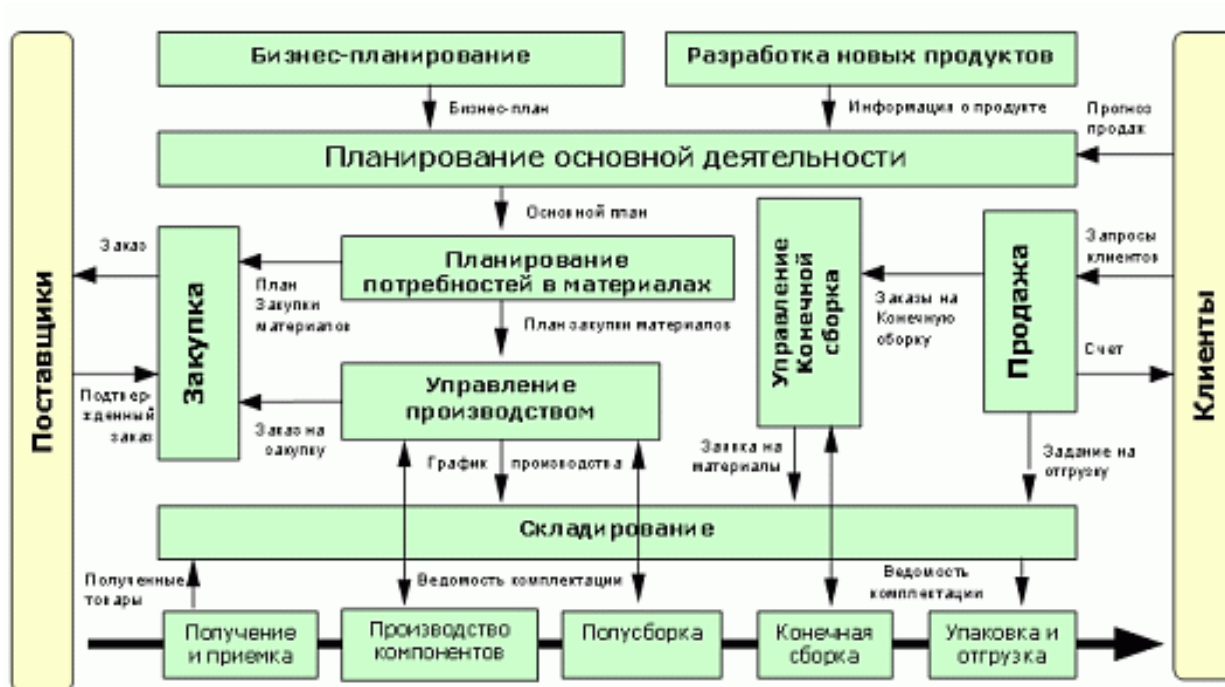 Бизнес-планирование
Разработка новых продуктов
Бизнес-план
Информация о продукте
Прогноз
продаж
Планирование основной деятельности
Основной план
Поставщики
Заказ
Закупка
План
Закупки
материалов
Планирование
потребностей в материалах
План закупки материалов
Управление
Конечной
сборка
Заказы на
Конечную
сборку
Продажа
Запросы
клиентов
Счет
Клиенты
Подтвер-
жденный
заказ
Заказ на
закупку
Управление
производством
График производства
Заявка на
материалы
Задание на
отгрузку
Складирование
Полученные
товары
Ведомость комплектации
Ведомость
комплектации
Получение
и приемка
Производство
компонентов
Полусборка
Конечная
сборка
Упаковка и
отгрузка